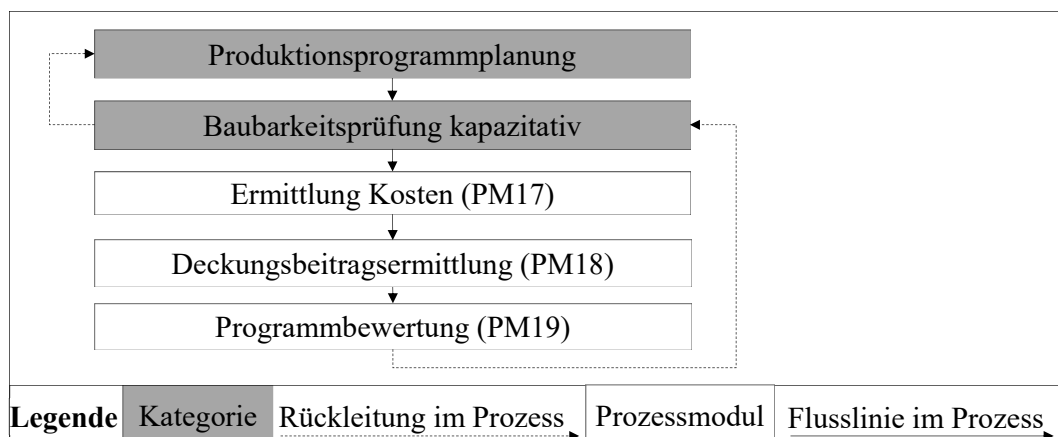 Produktionsprogrammplanung
Baubarkeitsprüfung kapazitativ
Ermittlung Kosten (PM17)
Deckungsbeitragsermittlung (PM18)
Programmbewertung (PM19)
Legende Kategorie Rückleitung im Prozess Prozessmodul Flusslinie im Prozess